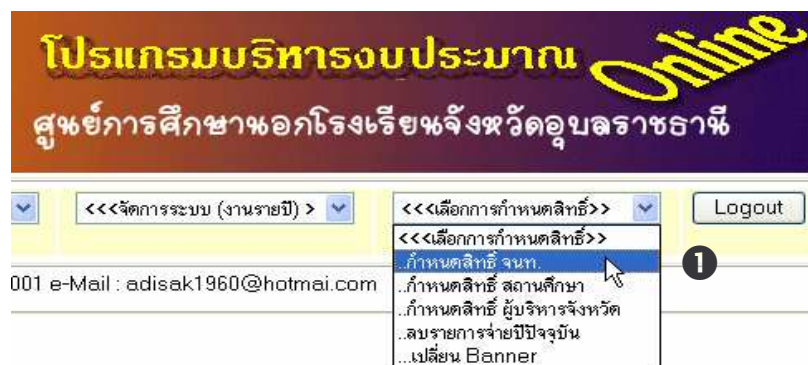 โปรแกรมบริหารงบประมาณ Online
ศูนย์การศึกษานอกโรงเรียนจังหวัดอุบลราชธานี
<<<จัดการระบบ (งานรายปี) > <<<เลือกการกำหนดสิทธิ์>> Logout
<<<เลือกการกำหนดสิทธิ์>>
..กำหนดสิทธิ์ จนท. 1
001 e-Mail : adisak1960@hotmai.com
..กำหนดสิทธิ์ สถานศึกษา
..กำหนดสิทธิ์ ผู้บริหารจังหวัด
..ลบรายการจ่ายปีปัจจุบัน
...เปลี่ยน Banner